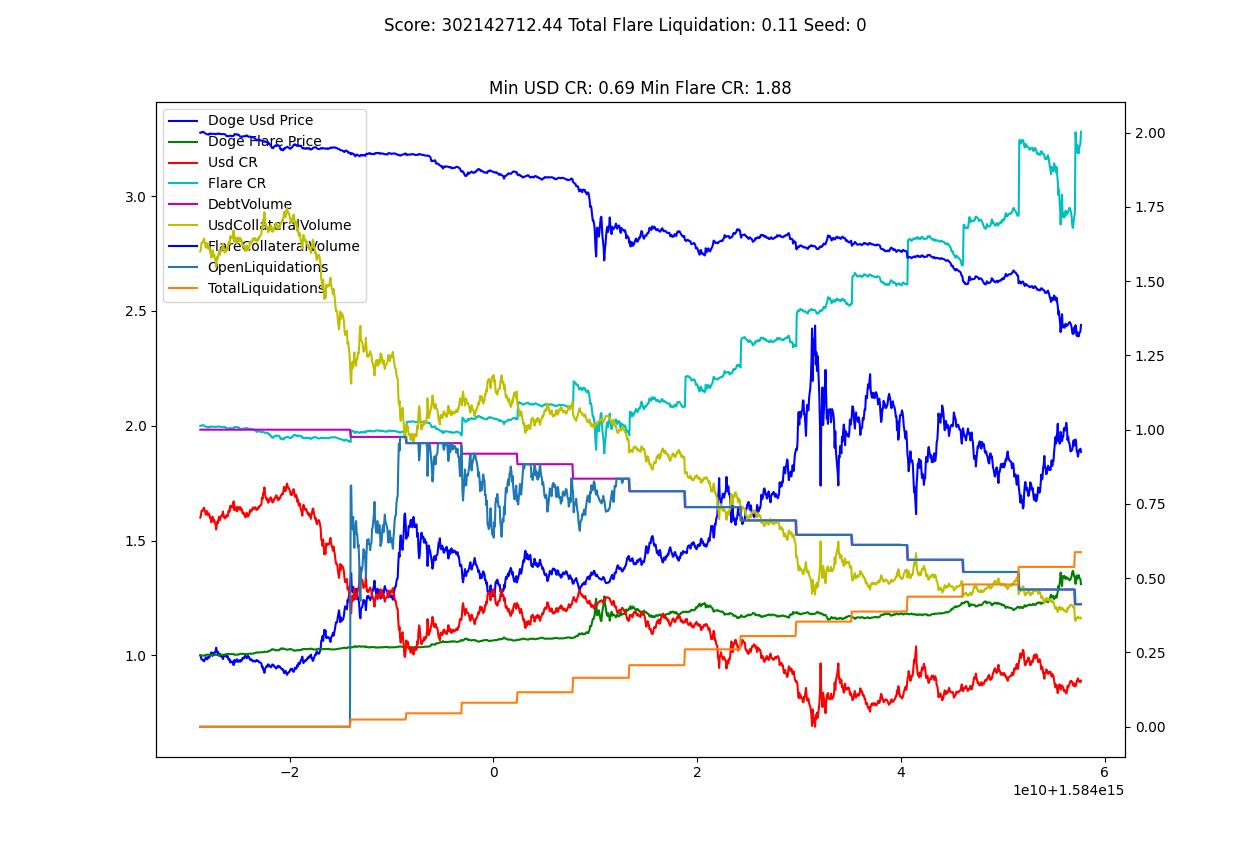 Score: 302142712.44 Total Flare Liquidation: 0.11 Seed: 0
Min USD CR: 0.69 Min Flare CR: 1.88
Doge Usd Price
Doge Flare Price
Usd CR
Flare CR
DebtVolume
UsdCollateralVolume
FlareCollateralVolume
OpenLiquidations
TotalLiquidations
3.0
2.5
2.0
1.5
1.0
2.00
1.75
1.50
1.25
1.00
0.75
0.50
0.25
0.00
−2 0 2 4 6
1e10+1.584e15